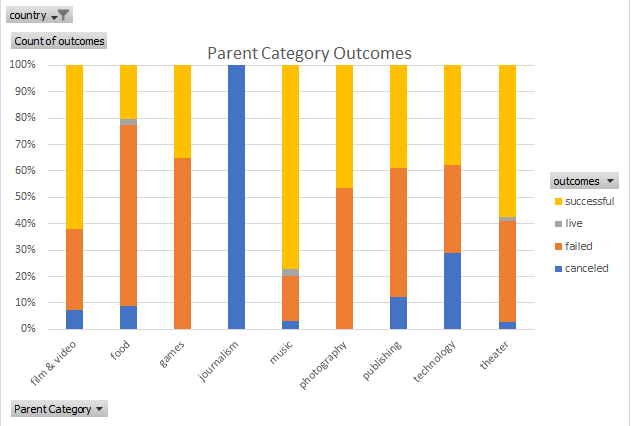 country
Count of outcomes
Parent Category Outcomes
100%
90%
80%
70%
60%
50%
40%
30%
20%
10%
0%
film & video
food
games
journalism
music
photography
publishing
technology
theater
outcomes
successful
live
failed
canceled
Parent Category